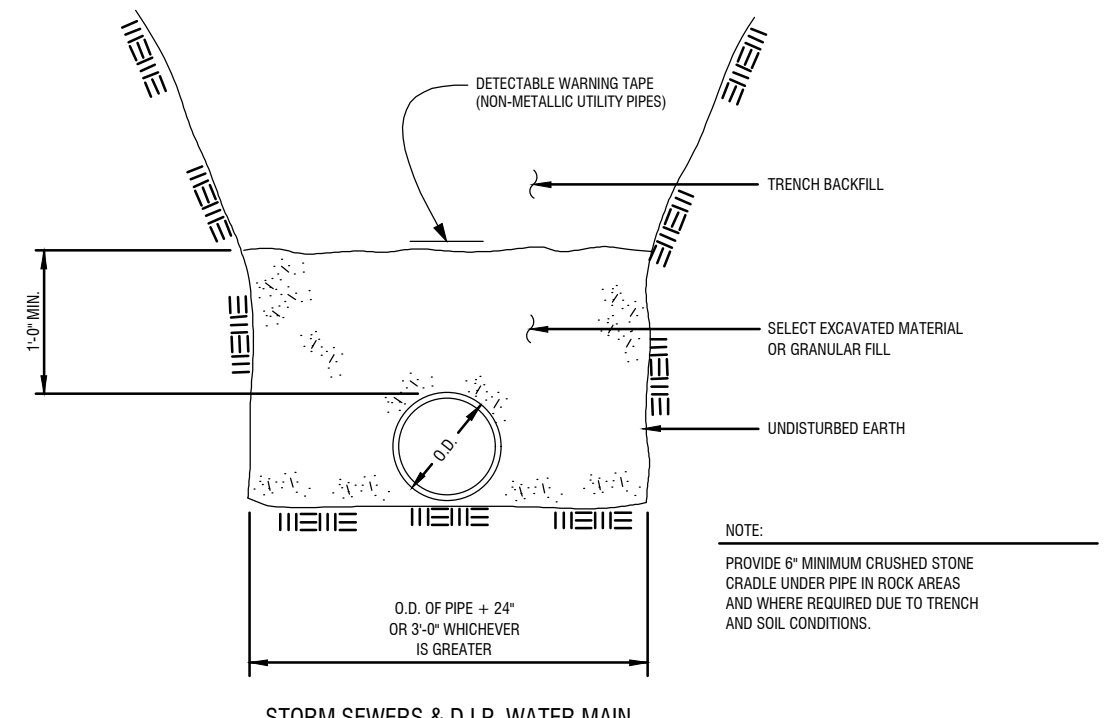 DETECTABLE WARNING TAPE
(NON-METALLIC UTILITY PIPES)
TRENCH BACKFILL
1'-0" MIN.
SELECT EXCAVATED MATERIAL
OR GRANULAR FILL
UNDISTURBED EARTH
O.D.
NOTE:
PROVIDE 6" MINIMUM CRUSHED STONE
CRADLE UNDER PIPE IN ROCK AREAS
AND WHERE REQUIRED DUE TO TRENCH
AND SOIL CONDITIONS.
O.D. OF PIPE + 24"
OR 3'-0" WHICHEVER
IS GREATER
STORM SEWERS & D.I.P. WATER MAIN